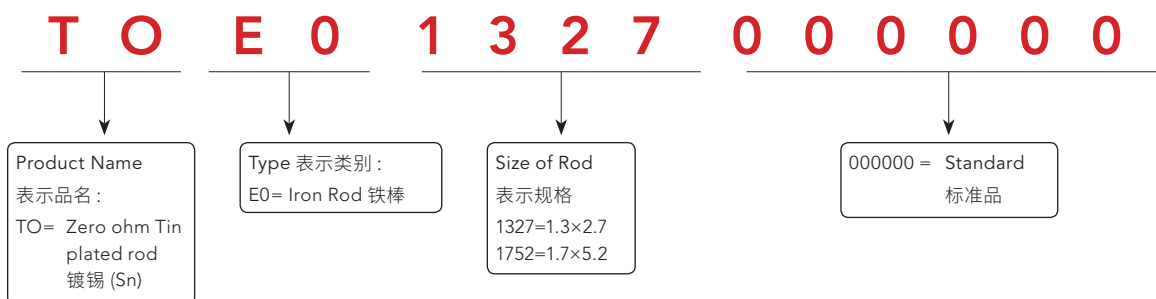 T O E 0 1 3 2 7 0 0 0 0 0 0
Product Name
表示品名 :
TO= Zero ohm Tin
plated rod
镀锡 (Sn)
Type 表示类别 :
E0= Iron Rod 铁棒
Size of Rod
表示规格
1327=1.3×2.7
1752=1.7×5.2
000000 = Standard
标准品